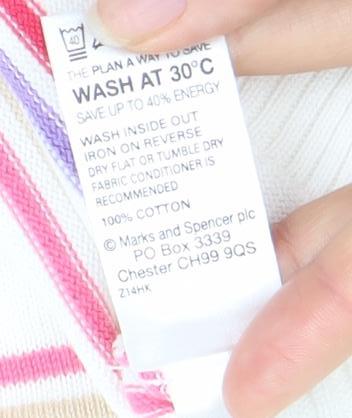 40
THE PLAN A WAY TO SAVE
WASH AT 30°C
SAVE UP TO 40% ENERGY
WASH INSIDE OUT
IRON ON REVERSE
DRY FLAT OR TUMBLE DRY
FABRIC CONDITIONER IS
RECOMMENDED
100% COTTON
© Marks and Spencer plc
PO Box 3339
Chester CH99 9QS
Z14HK